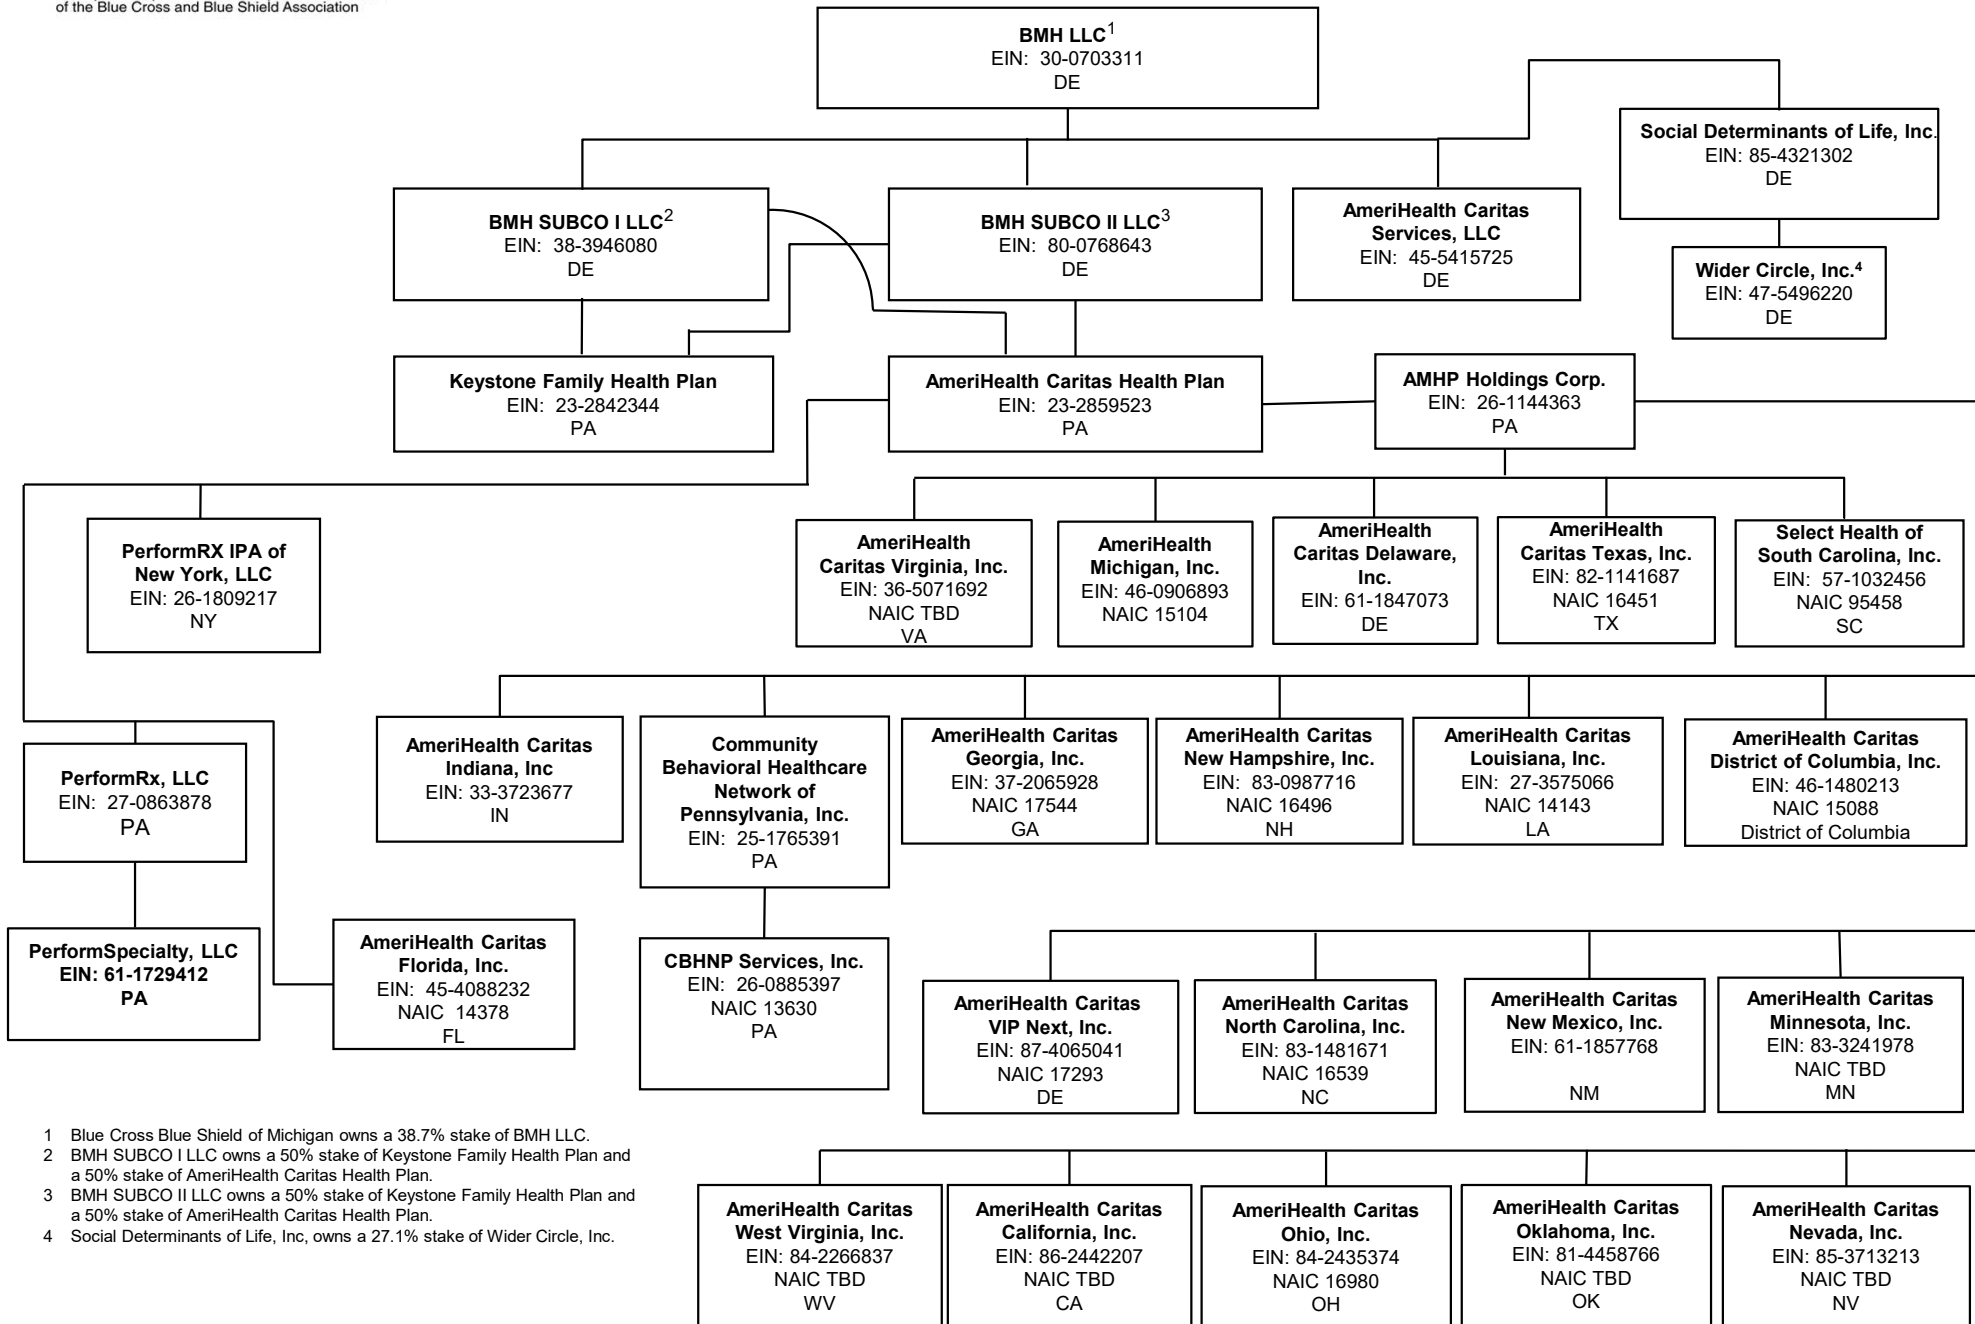 of the Blue Cross and Blue Shield Association
BMH LLC1
EIN: 30-0703311
DE
Social Determinants of Life, Inc.
EIN: 85-4321302
DE
BMH SUBCO I LLC2
EIN: 38-3946080
DE
BMH SUBCO II LLC3
EIN: 80-0768643
DE
AmeriHealth Caritas
Services, LLC
EIN: 45-5415725
DE
Wider Circle, Inc.4
EIN: 47-5496220
DE
Keystone Family Health Plan
EIN: 23-2842344
PA
AmeriHealth Caritas Health Plan
EIN: 23-2859523
PA
AMHP Holdings Corp.
EIN: 26-1144363
PA
PerformRX IPA of
New York, LLC
EIN: 26-1809217
NY
AmeriHealth
Caritas Virginia, Inc.
EIN: 36-5071692
NAIC TBD
VA
AmeriHealth
Michigan, Inc.
EIN: 46-0906893
NAIC 15104
AmeriHealth
Caritas Delaware,
Inc.
EIN: 61-1847073
DE
AmeriHealth
Caritas Texas, Inc.
EIN: 82-1141687
NAIC 16451
TX
Select Health of
South Carolina, Inc.
EIN: 57-1032456
NAIC 95458
SC
PerformRx, LLC
EIN: 27-0863878
PA
AmeriHealth Caritas
Indiana, Inc
EIN: 33-3723677
IN
Community
Behavioral Healthcare
Network of
Pennsylvania, Inc.
EIN: 25-1765391
PA
AmeriHealth Caritas
Georgia, Inc.
EIN: 37-2065928
NAIC 17544
GA
AmeriHealth Caritas
New Hampshire, Inc.
EIN: 83-0987716
NAIC 16496
NH
AmeriHealth Caritas
Louisiana, Inc.
EIN: 27-3575066
NAIC 14143
LA
AmeriHealth Caritas
District of Columbia, Inc.
EIN: 46-1480213
NAIC 15088
District of Columbia
PerformSpecialty, LLC
EIN: 61-1729412
PA
AmeriHealth Caritas
Florida, Inc.
EIN: 45-4088232
NAIC 14378
FL
CBHNP Services, Inc.
EIN: 26-0885397
NAIC 13630
PA
AmeriHealth Caritas
VIP Next, Inc.
EIN: 87-4065041
NAIC 17293
DE
AmeriHealth Caritas
North Carolina, Inc.
EIN: 83-1481671
NAIC 16539
NC
AmeriHealth Caritas
New Mexico, Inc.
EIN: 61-1857768
NM
AmeriHealth Caritas
Minnesota, Inc.
EIN: 83-3241978
NAIC TBD
MN
1 Blue Cross Blue Shield of Michigan owns a 38.7% stake of BMH LLC.
2 BMH SUBCO I LLC owns a 50% stake of Keystone Family Health Plan and
a 50% stake of AmeriHealth Caritas Health Plan.
3 BMH SUBCO II LLC owns a 50% stake of Keystone Family Health Plan and
a 50% stake of AmeriHealth Caritas Health Plan.
4 Social Determinants of Life, Inc, owns a 27.1% stake of Wider Circle, Inc.
AmeriHealth Caritas
West Virginia, Inc.
EIN: 84-2266837
NAIC TBD
WV
AmeriHealth Caritas
California, Inc.
EIN: 86-2442207
NAIC TBD
CA
AmeriHealth Caritas
Ohio, Inc.
EIN: 84-2435374
NAIC 16980
OH
AmeriHealth Caritas
Oklahoma, Inc.
EIN: 81-4458766
NAIC TBD
OK
AmeriHealth Caritas
Nevada, Inc.
EIN: 85-3713213
NAIC TBD
NV